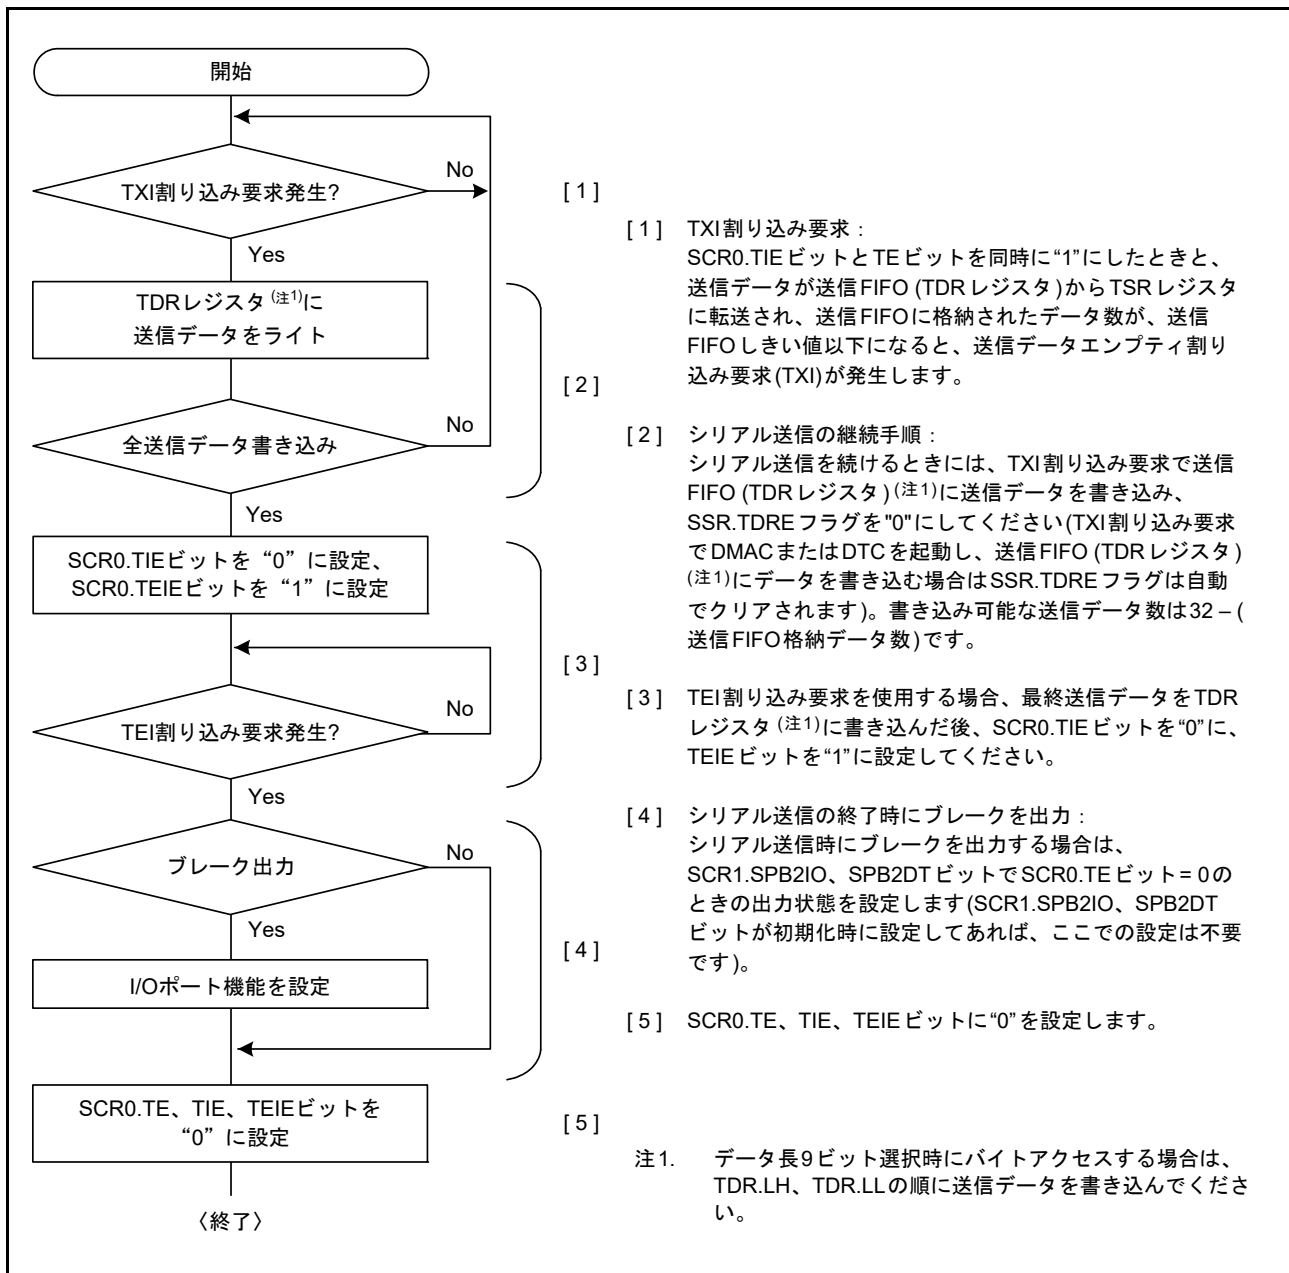 開始
TXI割り込み要求発生?
No
[ 1 ]
Yes
TDRレジスタ(注1)に
送信データをライト
[ 2 ]
全送信データ書き込み
No
Yes
SCR0.TIEビットを“0”に設定、
SCR0.TEIEビットを“1”に設定
[ 3 ]
TEI割り込み要求発生?
No
Yes
ブレーク出力
No
Yes
[ 4 ]
I/Oポート機能を設定
SCR0.TE、TIE、TEIEビットを
“0”に設定
[ 5 ]
〈終了〉
[ 1 ] TXI割り込み要求：
SCR0.TIEビットとTEビットを同時に“1”にしたときと、
送信データが送信FIFO (TDRレジスタ)からTSRレジスタ
に転送され、送信FIFOに格納されたデータ数が、送信
FIFOしきい値以下になると、送信データエンプティ割り
込み要求(TXI)が発生します。
[ 2 ] シリアル送信の継続手順：
シリアル送信を続けるときには、TXI割り込み要求で送信
FIFO (TDRレジスタ)(注1)に送信データを書き込み、
SSR.TDREフラグを"0"にしてください(TXI割り込み要求
でDMACまたはDTCを起動し、送信FIFO (TDRレジスタ)
(注1)にデータを書き込む場合はSSR.TDREフラグは自動
でクリアされます)。書き込み可能な送信データ数は32 – (
送信FIFO格納データ数)です。
[ 3 ] TEI割り込み要求を使用する場合、最終送信データをTDR
レジスタ(注1)に書き込んだ後、SCR0.TIEビットを“0”に、
TEIEビットを“1”に設定してください。
[ 4 ] シリアル送信の終了時にブレークを出力：
シリアル送信時にブレークを出力する場合は、
SCR1.SPB2IO、SPB2DTビットでSCR0.TEビット= 0の
ときの出力状態を設定します(SCR1.SPB2IO、SPB2DT
ビットが初期化時に設定してあれば、ここでの設定は不要
です)。
[ 5 ] SCR0.TE、TIE、TEIEビットに“0”を設定します。
注1. データ長9ビット選択時にバイトアクセスする場合は、
TDR.LH、TDR.LLの順に送信データを書き込んでくださ
い。